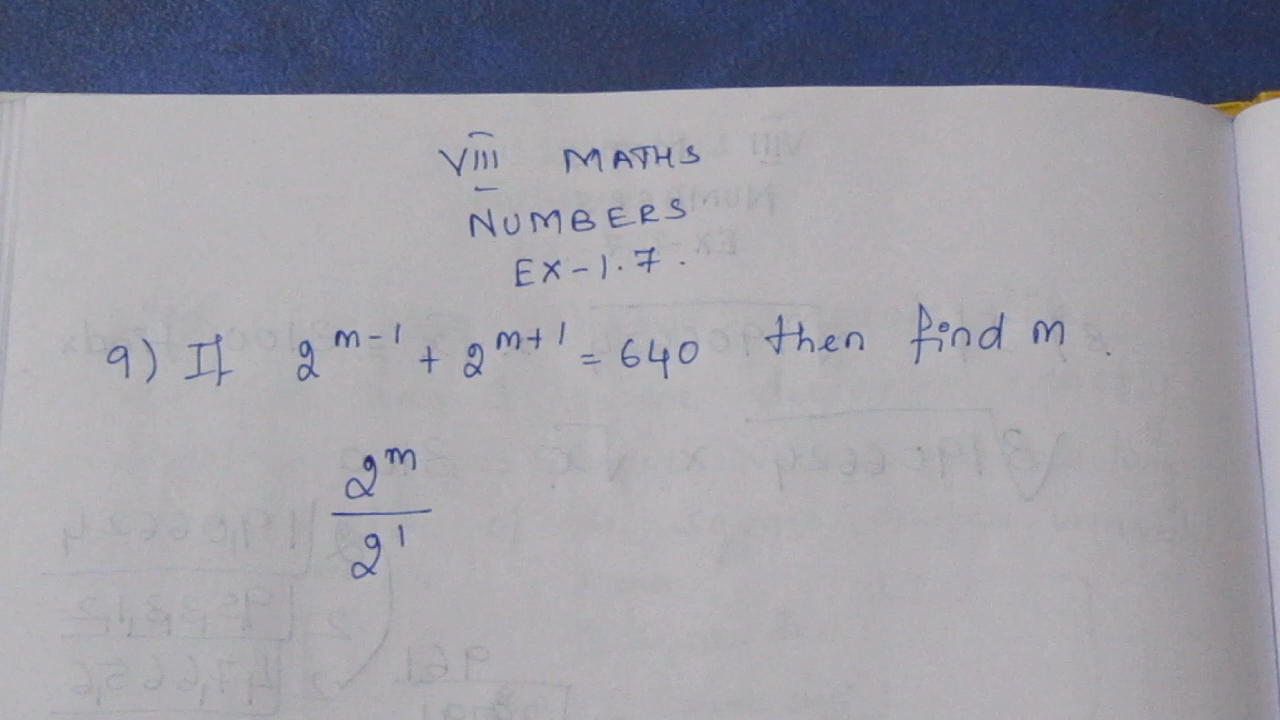 VIII MATHS
NUMBERS
EX-1.7.
9) If 2^{m-1} + 2^{m+1} = 640 then find m.
2^m
2^1